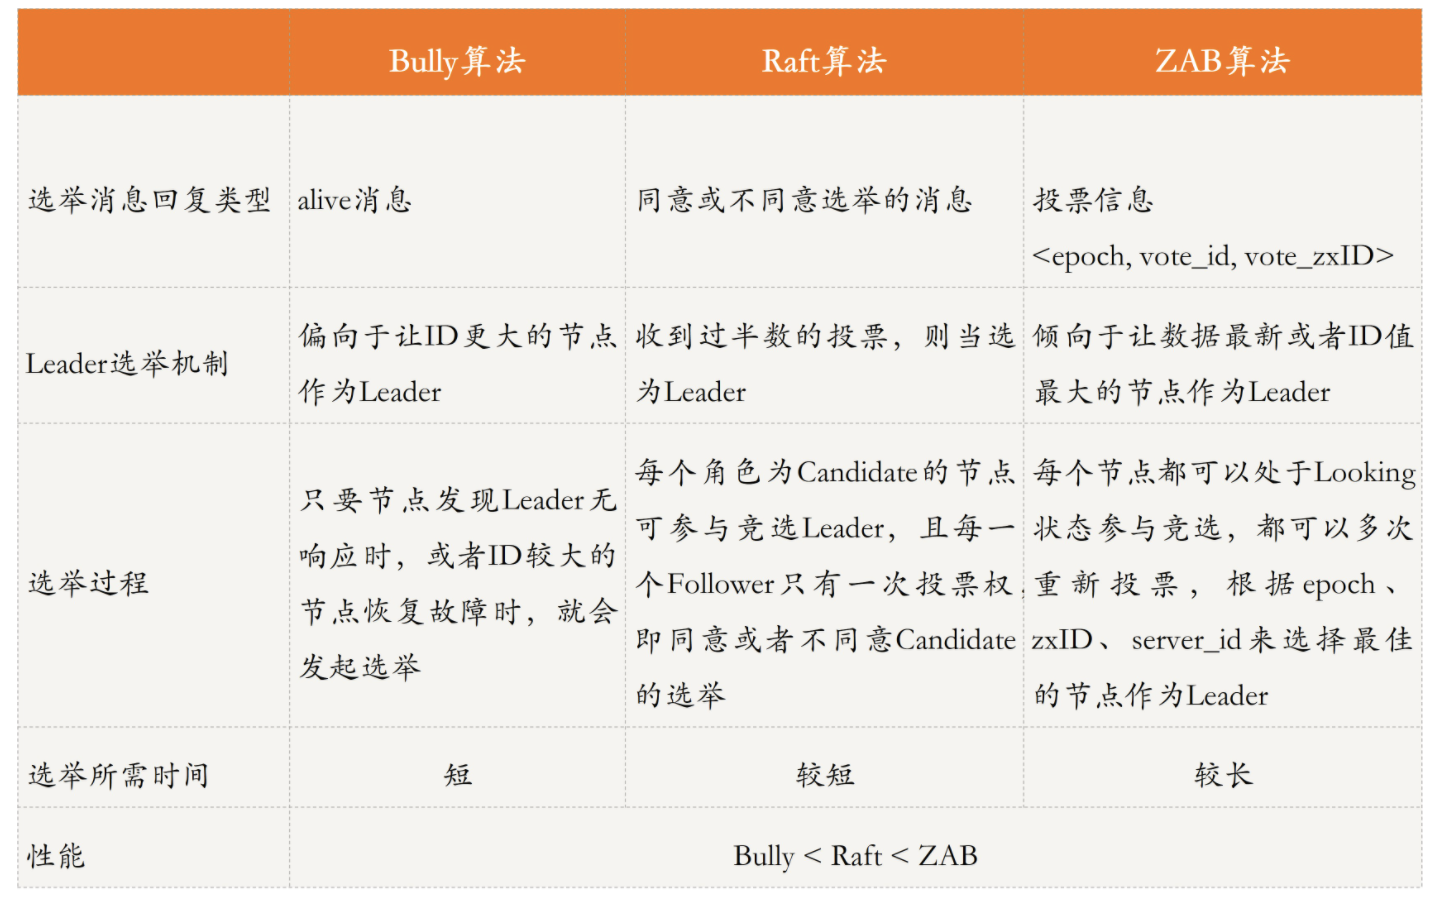 Bully算法
Raft算法
ZAB算法
选举消息回复类型
alive消息
同意或不同意选举的消息
投票信息
<epoch, vote_id, vote_zxID>
Leader选举机制
偏向于让ID更大的节点
作为Leader
收到过半数的投票，则当选
为Leader
倾向于让数据最新或者ID值
最大的节点作为Leader
选举过程
只要节点发现Leader无
响应时，或者ID较大的
节点恢复故障时，就会
发起选举
每个角色为Candidate的节点
可参与竞选Leader，且每一
个Follower只有一次投票权，
即同意或者不同意Candidate
的选举
每个节点都可以处于Looking
状态参与竞选，都可以多次
重新投票，根据epoch、
zxID、server_id来选择最佳
的节点作为Leader
选举所需时间
短
较短
较长
性能
Bully < Raft < ZAB